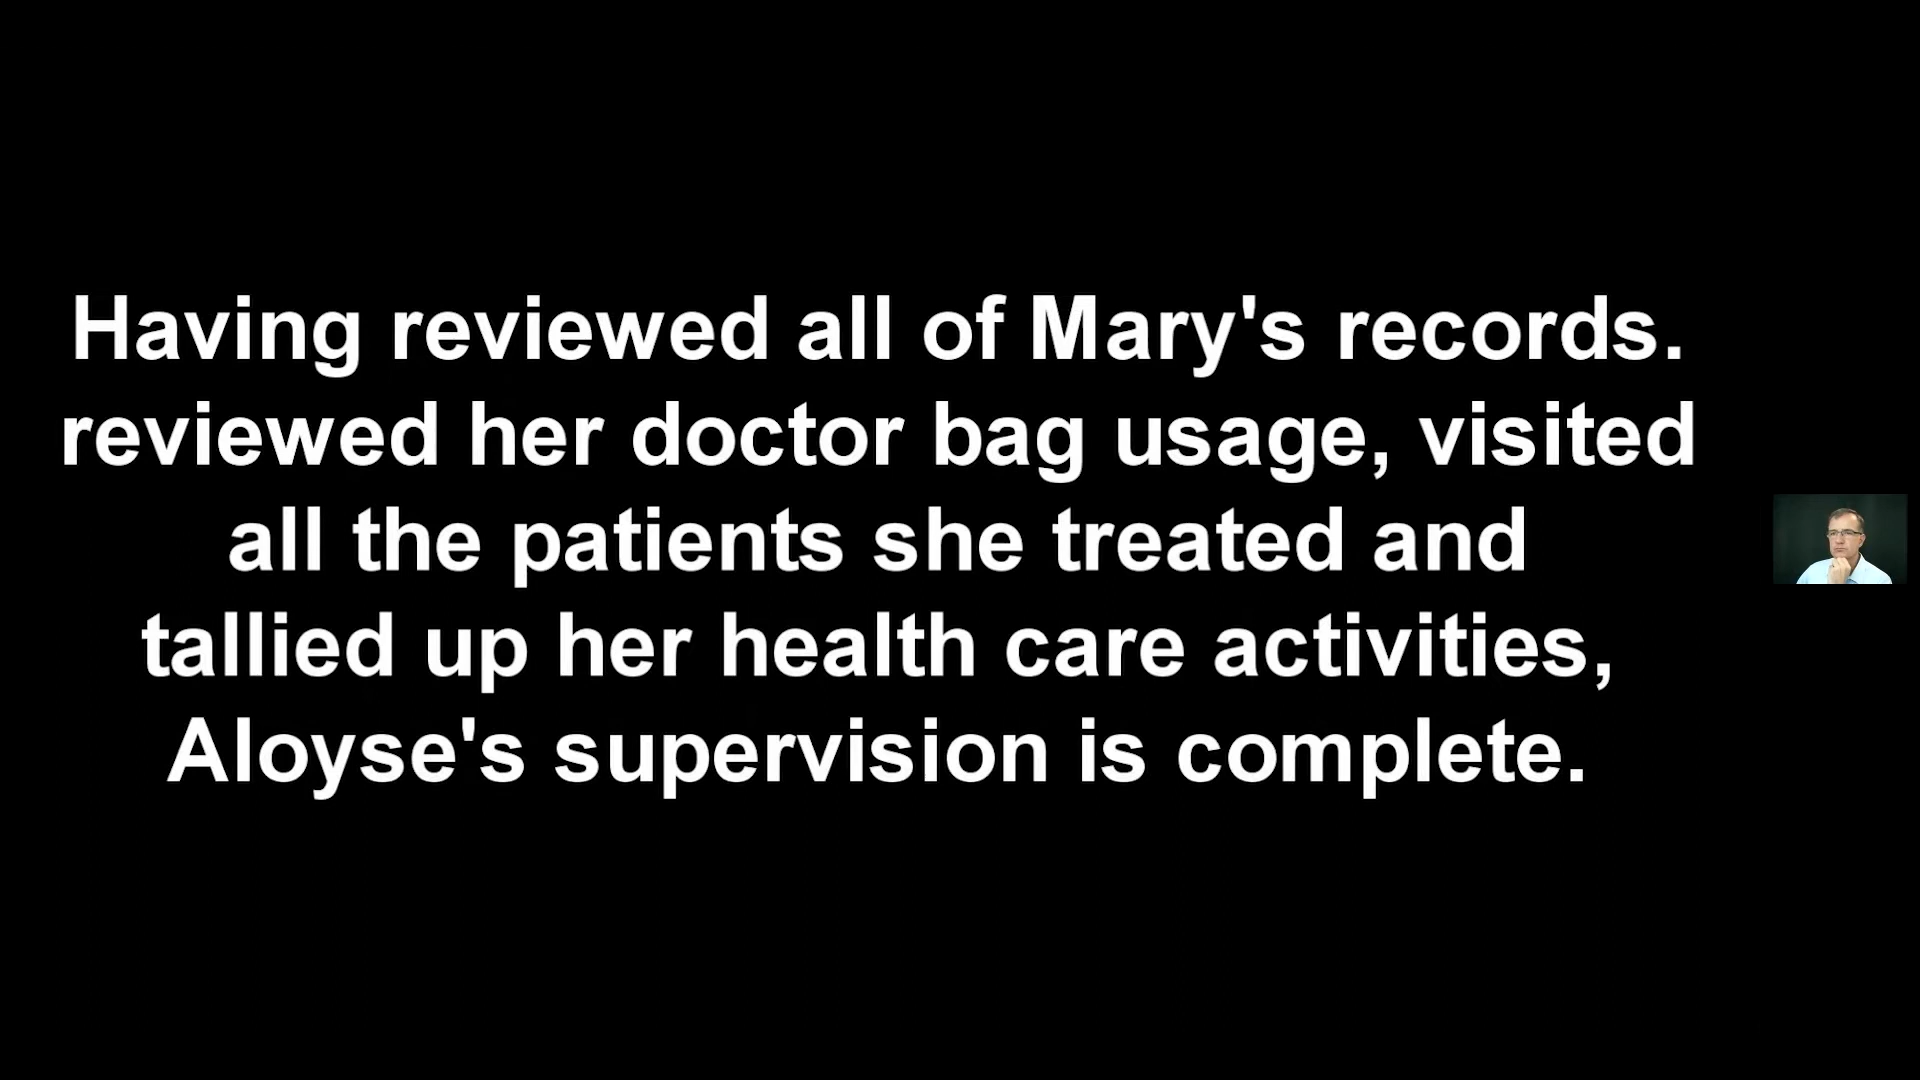 Having reviewed all of Mary's records.
reviewed her doctor bag usage, visited
all the patients she treated and
tallied up her health care activities,
Aloyse's supervision is complete.